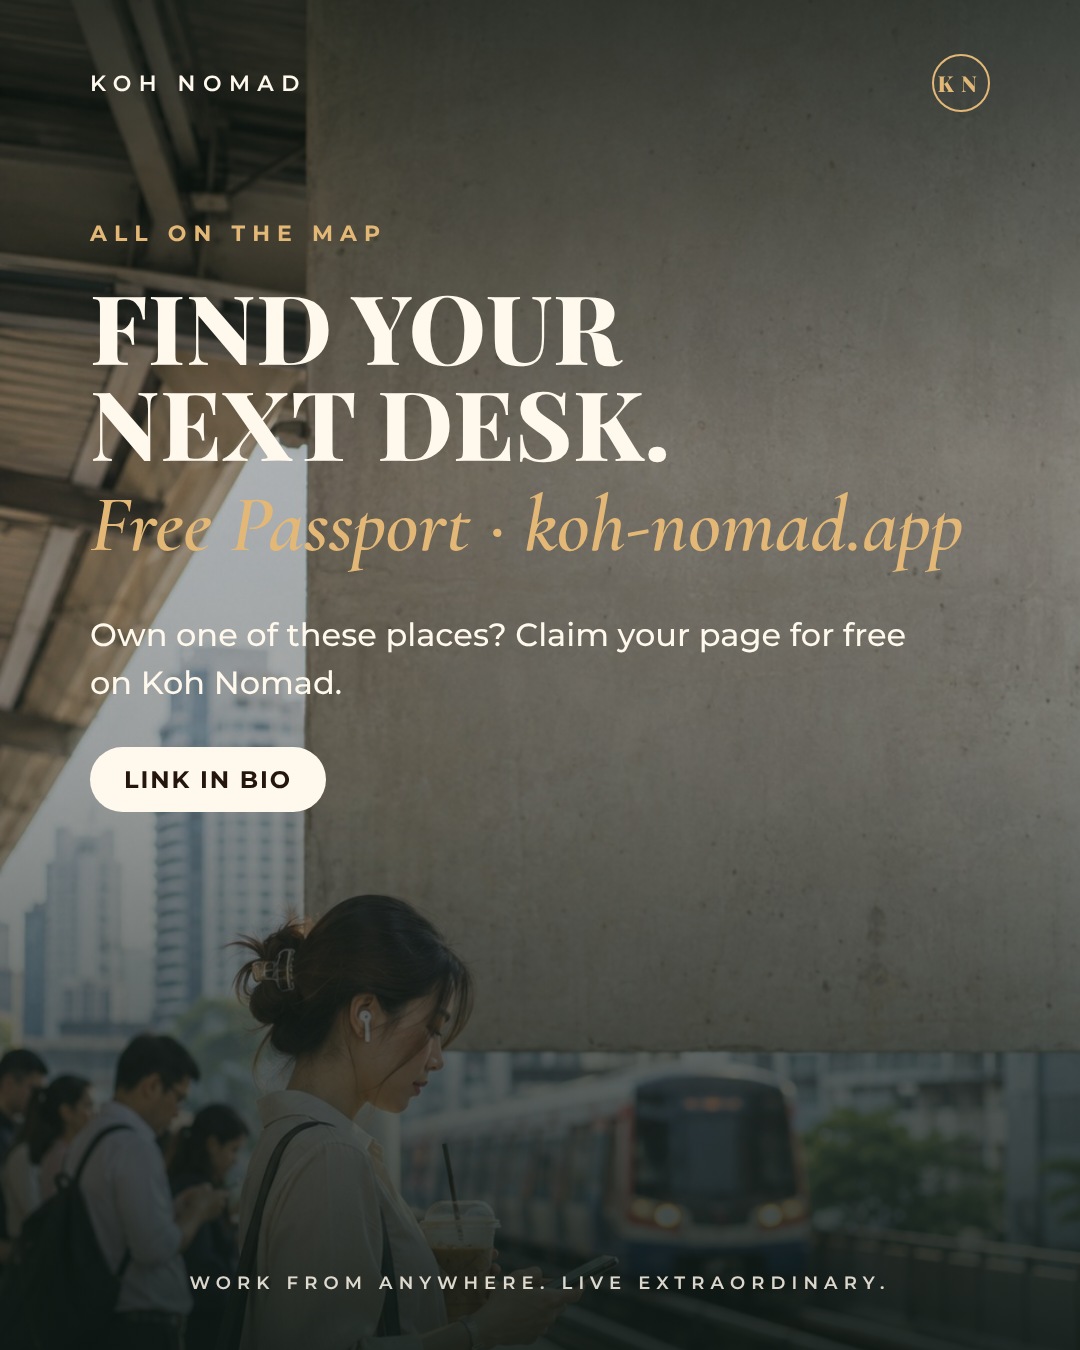 KOH NOMAD
KN
ALL ON THE MAP
FIND YOUR
NEXT DESK.
Free Passport · koh-nomad.app
Own one of these places? Claim your page for free
on Koh Nomad.
LINK IN BIO
WORK FROM ANYWHERE. LIVE EXTRAORDINARY.